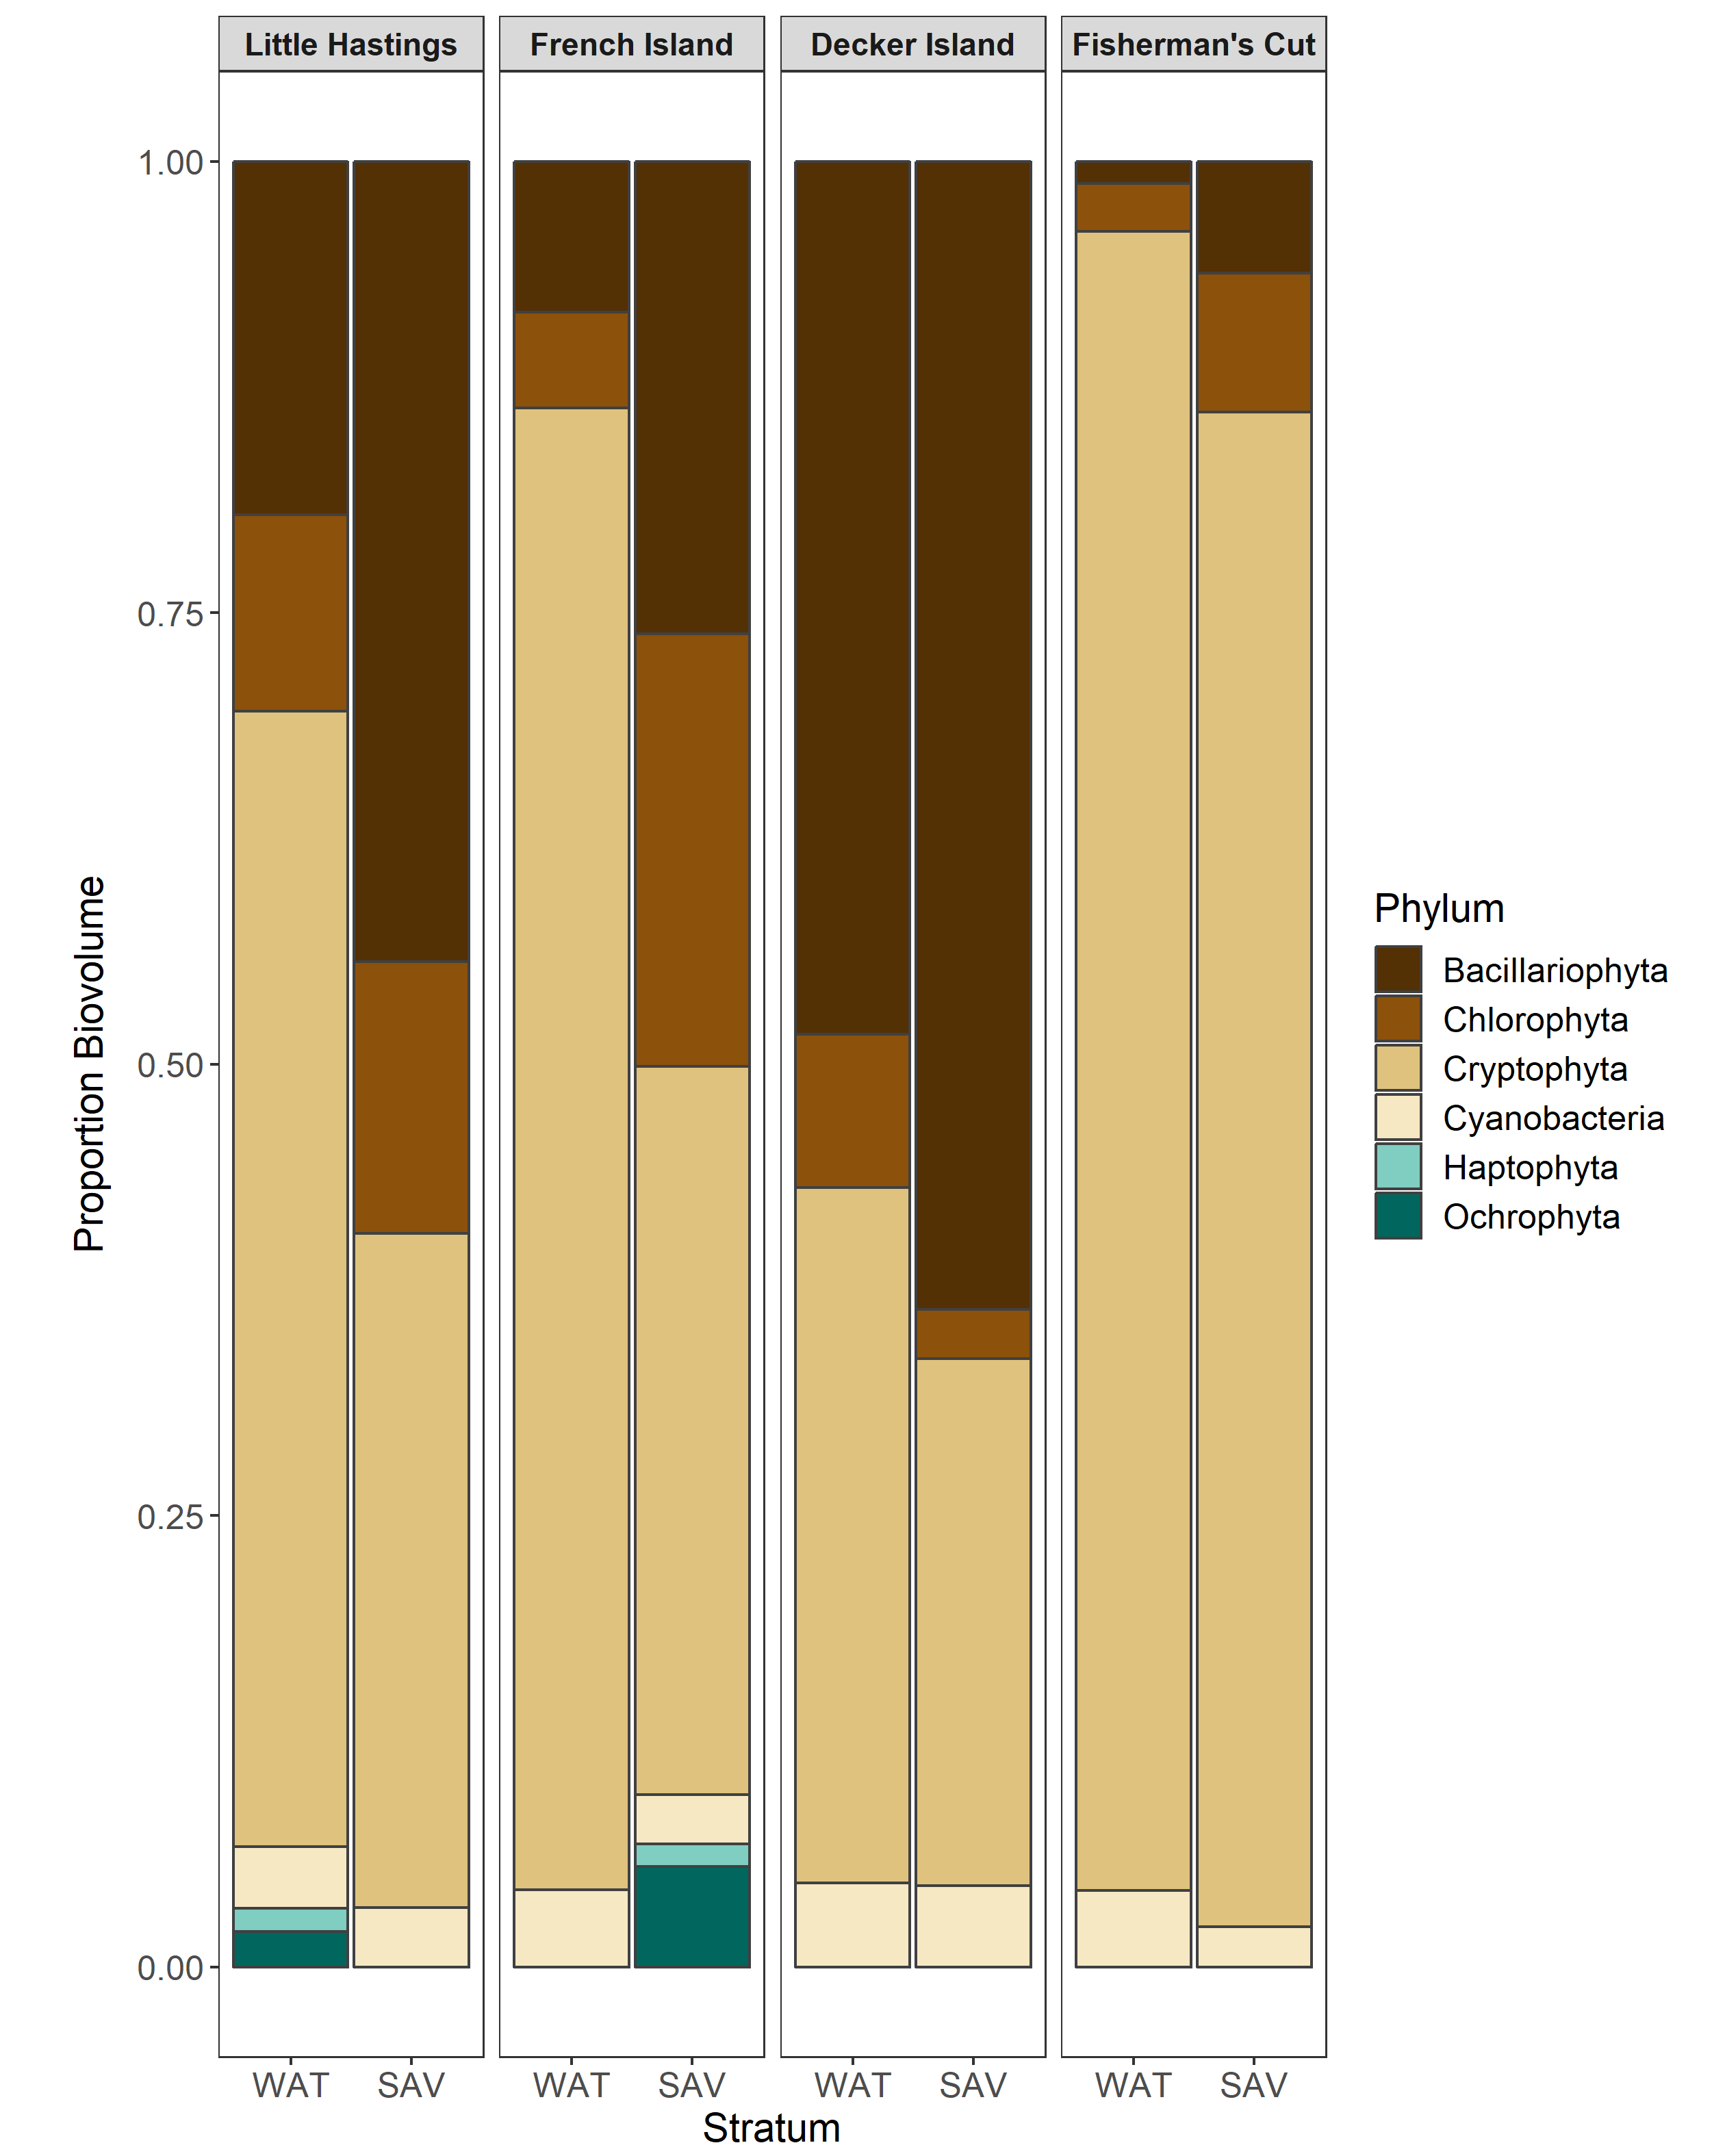 Little Hastings French Island Decker Island Fisherman's Cut
1.00
0.75
0.50
0.25
0.00
Proportion Biovolume
WAT SAV WAT SAV WAT SAV WAT SAV
Stratum
Phylum
Bacillariophyta
Chlorophyta
Cryptophyta
Cyanobacteria
Haptophyta
Ochrophyta